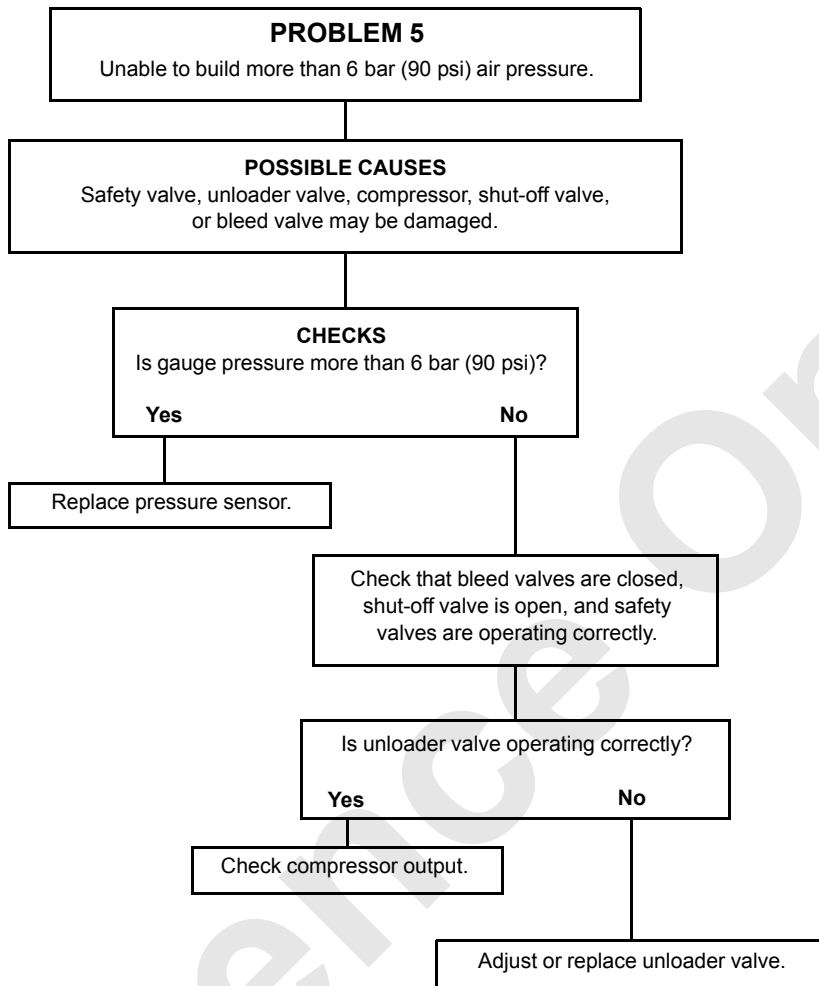 PROBLEM 5
Unable to build more than 6 bar (90 psi) air pressure.
POSSIBLE CAUSES
Safety valve, unloader valve, compressor, shut-off valve,
or bleed valve may be damaged.
CHECKS
Is gauge pressure more than 6 bar (90 psi)?
Yes No
Replace pressure sensor.
Check that bleed valves are closed,
shut-off valve is open, and safety
valves are operating correctly.
Is unloader valve operating correctly?
Yes No
Check compressor output.
Adjust or replace unloader valve.